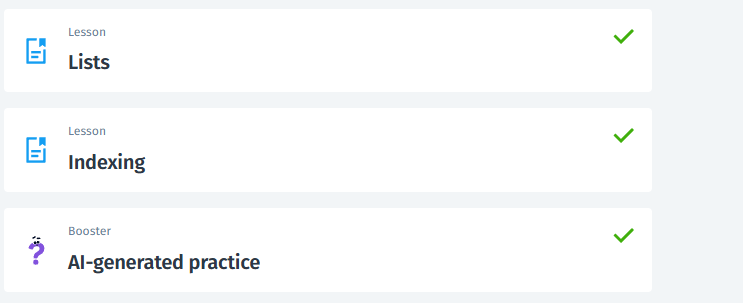 Lesson
Lists
Lesson
Indexing
Booster
AI-generated practice